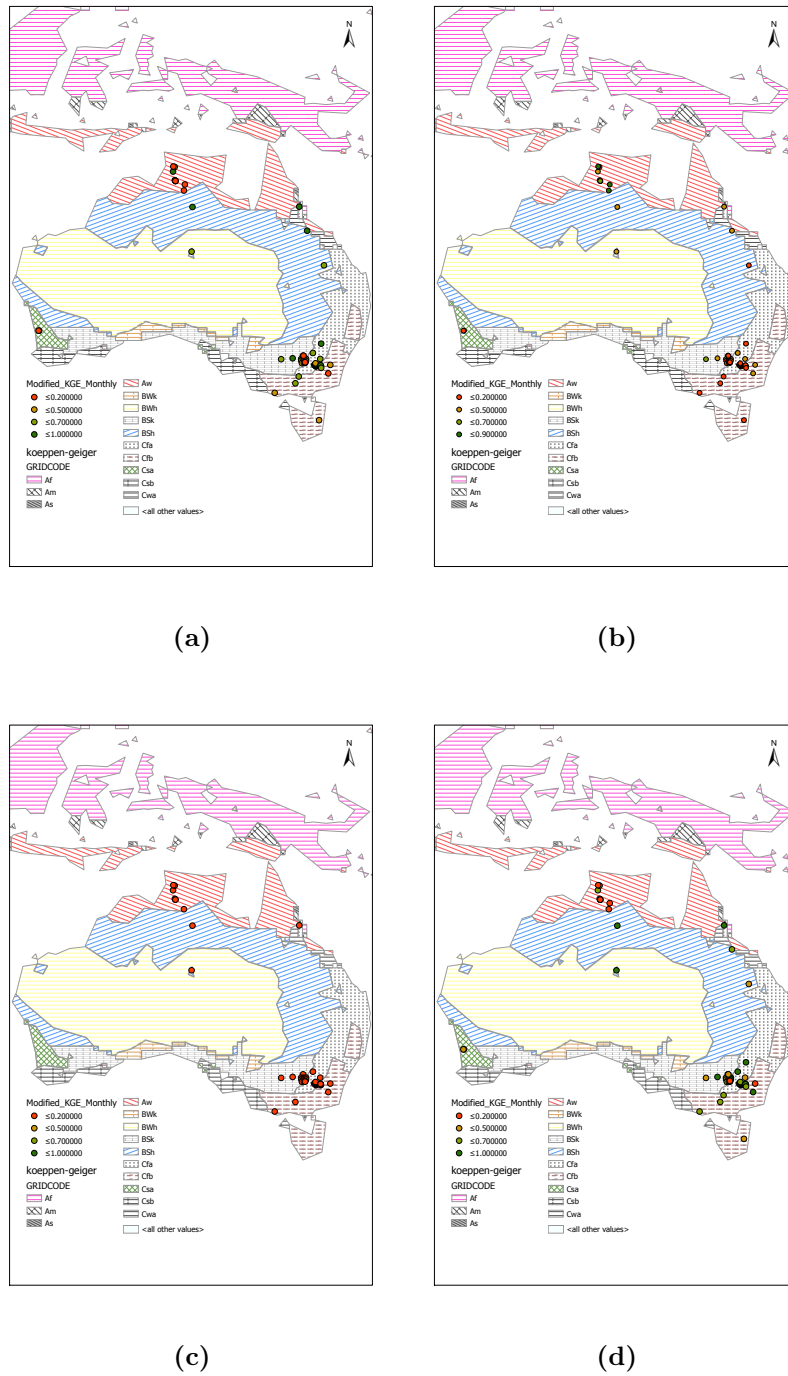 N
Modified_KGE_Monthly
≤0.200000
≤0.500000
≤0.700000
≤1.000000
koeppen-geiger
GRIDCODE
Af
Am
As
Aw
BWk
BWh
BSk
BSh
Cfa
Cfb
Csa
Csb
Cwa
<all other values>
(a)
N
Modified_KGE_Monthly
≤0.200000
≤0.500000
≤0.700000
≤0.900000
koeppen-geiger
GRIDCODE
Af
Am
As
Aw
BWk
BWh
BSk
BSh
Cfa
Cfb
Csa
Csb
Cwa
<all other values>
(b)
N
Modified_KGE_Monthly
≤0.200000
≤0.500000
≤0.700000
≤1.000000
koeppen-geiger
GRIDCODE
Af
Am
As
Aw
BWk
BWh
BSk
BSh
Cfa
Cfb
Csa
Csb
Cwa
<all other values>
(c)
N
Modified_KGE_Monthly
≤0.200000
≤0.500000
≤0.700000
≤1.000000
koeppen-geiger
GRIDCODE
Af
Am
As
Aw
BWk
BWh
BSk
BSh
Cfa
Cfb
Csa
Csb
Cwa
<all other values>
(d)